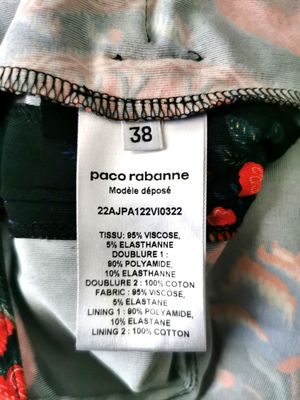 38
paco rabanne
Modèle déposé
22AJPA122VI0322
TISSU: 95% VISCOSE,
5% ELASTHANNE
DOUBLURE 1 :
90% POLYAMIDE,
10% ELASTHANNE
DOUBLURE 2 : 100% COTON
FABRIC : 95% VISCOSE,
5% ELASTANE
LINING 1 : 90% POLYAMIDE,
10% ELASTANE
LINING 2 : 100% COTTON